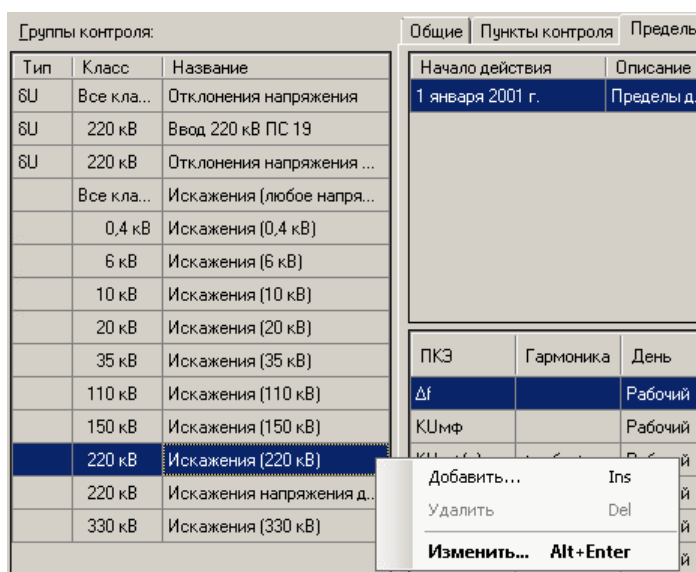 Группы контроля:
Тип Класс Название
δU Все кла... Отклонения напряжения
δU 220 кВ Ввод 220 кВ ПС 19
δU 220 кВ Отклонения напряжения ...
Все кла... Искажения (любое напря...
0,4 кВ Искажения (0,4 кВ)
6 кВ Искажения (6 кВ)
10 кВ Искажения (10 кВ)
20 кВ Искажения (20 кВ)
35 кВ Искажения (35 кВ)
110 кВ Искажения (110 кВ)
150 кВ Искажения (150 кВ)
220 кВ Искажения (220 кВ)
220 кВ Искажения напряжения д...
330 кВ Искажения (330 кВ)
Общие Пункты контроля Пределы
Начало действия Описание
1 января 2001 г. Пределы д
ПКЭ Гармоника День
Δf Рабочий
KUмф Рабочий
Добавить... Ins
Удалить Del
Изменить... Alt+Enter